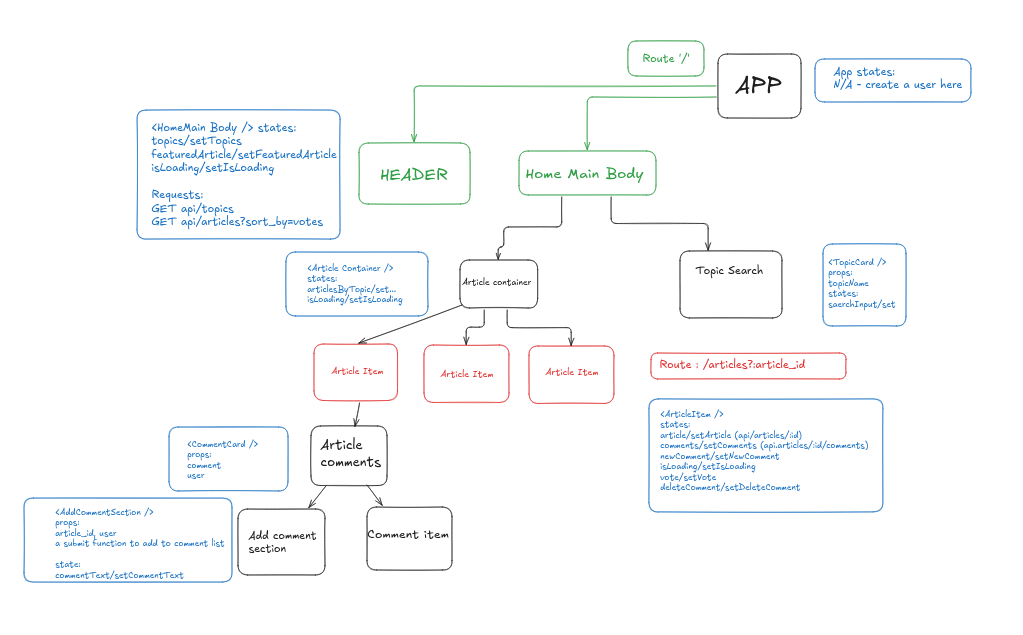 Route '/'
APP
App states:
N/A - create a user here
<HomeMain Body /> states:
topics/setTopics
featuredArticle/setFeaturedArticle
isLoading/setIsLoading
Requests:
GET api/topics
GET api/articles?sort_by=votes
HEADER
Home Main Body
<Article Container />
states:
articlesByTopic/set...
isLoading/setIsLoading
Article container
Topic Search
<TopicCard />
props:
topicName
states:
saerchInput/set
Article Item
Article Item
Article Item
Route : /articles?:article_id
<ArticleItem />
states:
article/setArticle (api/articles/:id)
comments/setComments (api.articles/:id/comments)
newComment/setNewComment
isLoading/setIsLoading
vote/setVote
deleteComment/setDeleteComment
<CommentCard />
props:
comment
user
Article
comments
<AddCommentSection />
props:
article_id, user
a submit function to add to comment list
state:
commentText/setCommentText
Add comment
section
Comment item